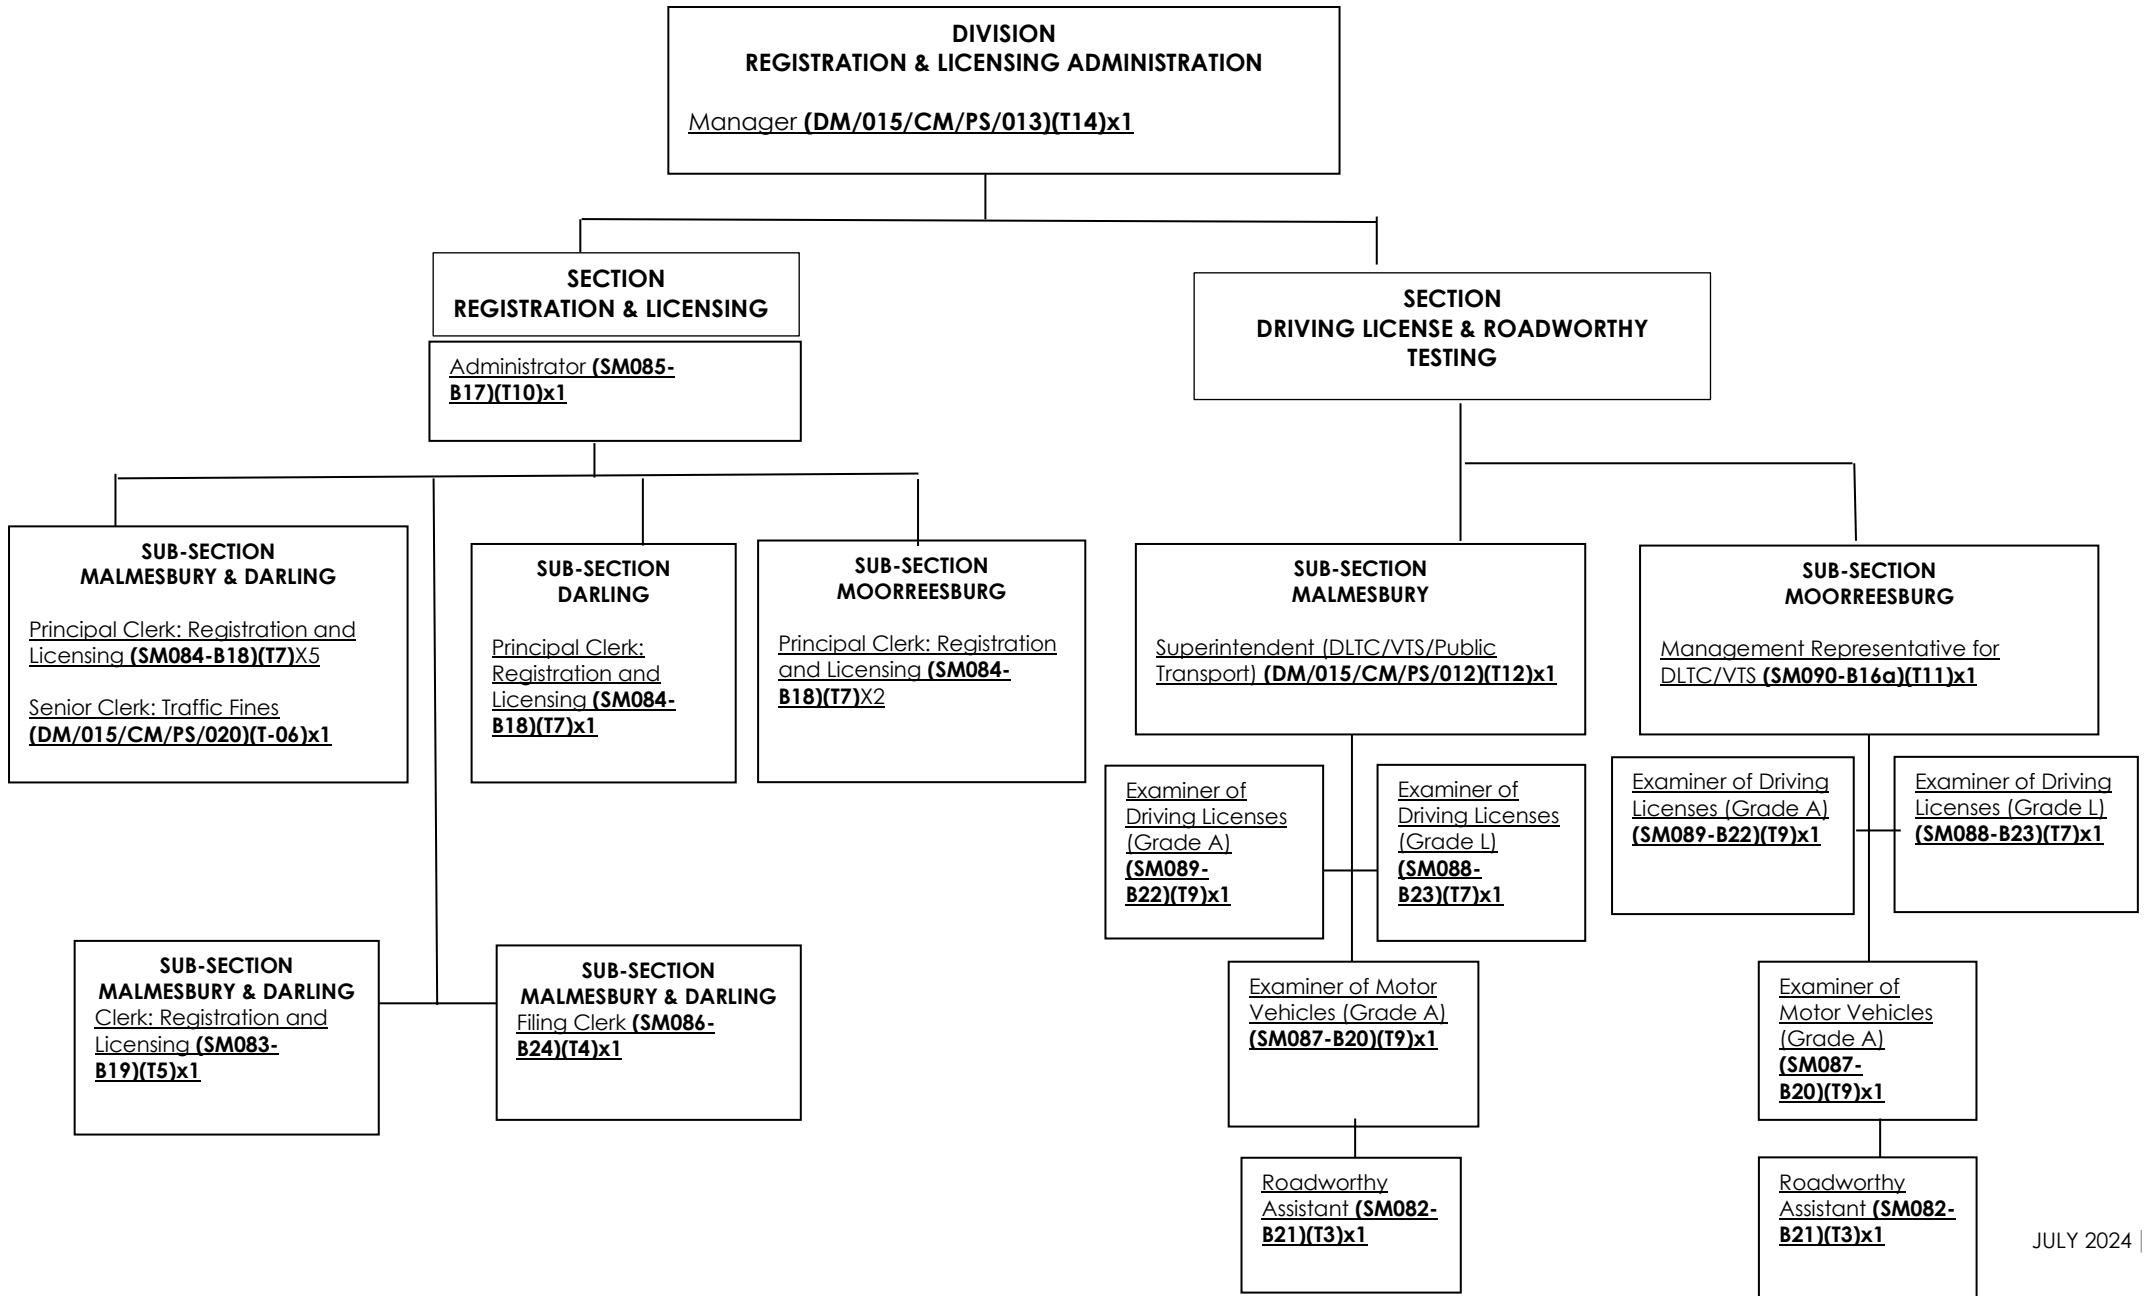 DIVISION
REGISTRATION & LICENSING ADMINISTRATION
Manager (DM/015/CM/PS/013)(T14)x1
SECTION
REGISTRATION & LICENSING
Administrator (SM085-
B17)(T10)x1
SECTION
DRIVING LICENSE & ROADWORTHY
TESTING
SUB-SECTION
MALMESBURY & DARLING
Principal Clerk: Registration and
Licensing (SM084-B18)(T7)X5
Senior Clerk: Traffic Fines
(DM/015/CM/PS/020)(T-06)x1
SUB-SECTION
DARLING
Principal Clerk:
Registration and
Licensing (SM084-
B18)(T7)x1
SUB-SECTION
MOORREESBURG
Principal Clerk: Registration
and Licensing (SM084-
B18)(T7)X2
SUB-SECTION
MALMESBURY
Superintendent (DLTC/VTS/Public
Transport) (DM/015/CM/PS/012)(T12)x1
SUB-SECTION
MOORREESBURG
Management Representative for
DLTC/VTS (SM090-B16a)(T11)x1
Examiner of
Driving Licenses
(Grade A)
(SM089-
B22)(T9)x1
Examiner of
Driving Licenses
(Grade L)
(SM088-
B23)(T7)x1
Examiner of Driving
Licenses (Grade A)
(SM089-B22)(T9)x1
Examiner of Driving
Licenses (Grade L)
(SM088-B23)(T7)x1
SUB-SECTION
MALMESBURY & DARLING
Clerk: Registration and
Licensing (SM083-
B19)(T5)x1
SUB-SECTION
MALMESBURY & DARLING
Filing Clerk (SM086-
B24)(T4)x1
Examiner of Motor
Vehicles (Grade A)
(SM087-B20)(T9)x1
Examiner of
Motor Vehicles
(Grade A)
(SM087-
B20)(T9)x1
Roadworthy
Assistant (SM082-
B21)(T3)x1
Roadworthy
Assistant (SM082-
B21)(T3)x1
JULY 2024 |